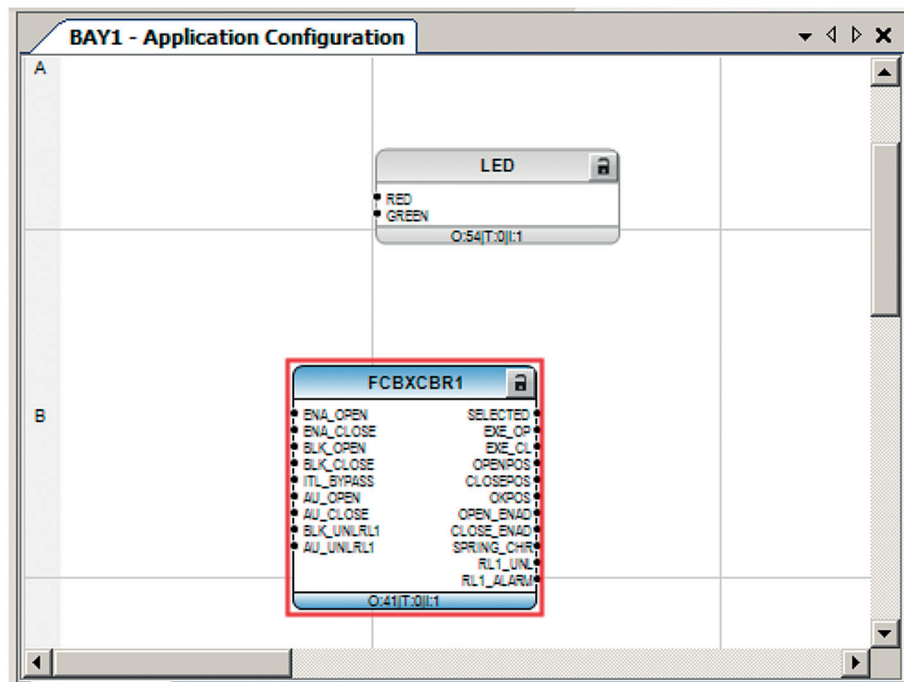 BAY1 - Application Configuration
A
LED
RED
GREEN
O:54|T:0|I:1
FCBXCBR1
B
ENA_OPEN SELECTED
ENA_CLOSE EXE_OP
BLK_OPEN EXE_CL
BLK_CLOSE OPENPOS
ITL_BYPASS CLOSEPOS
AU_OPEN OKPOS
AU_CLOSE OPEN_ENAD
BLK_UNLRL1 CLOSE_ENAD
AU_UNLRL1 SPRING_CHR
RL1_UNL
RL1_ALARM
O:41|T:0|I:1